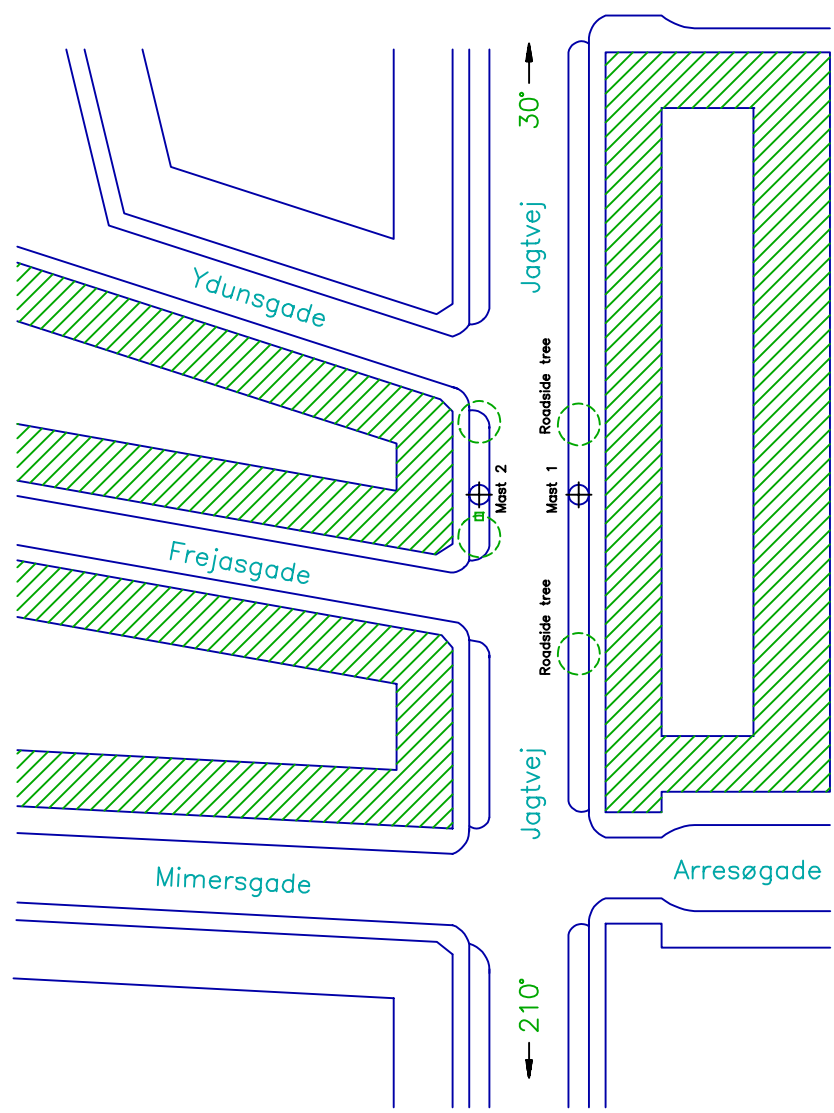 30°
Jagtvej
Ydunsgade
Roadside tree
Mast 2
Mast 1
Frejasgade
Roadside tree
Jagtvej
Mimersgade
Arresøgade
210°